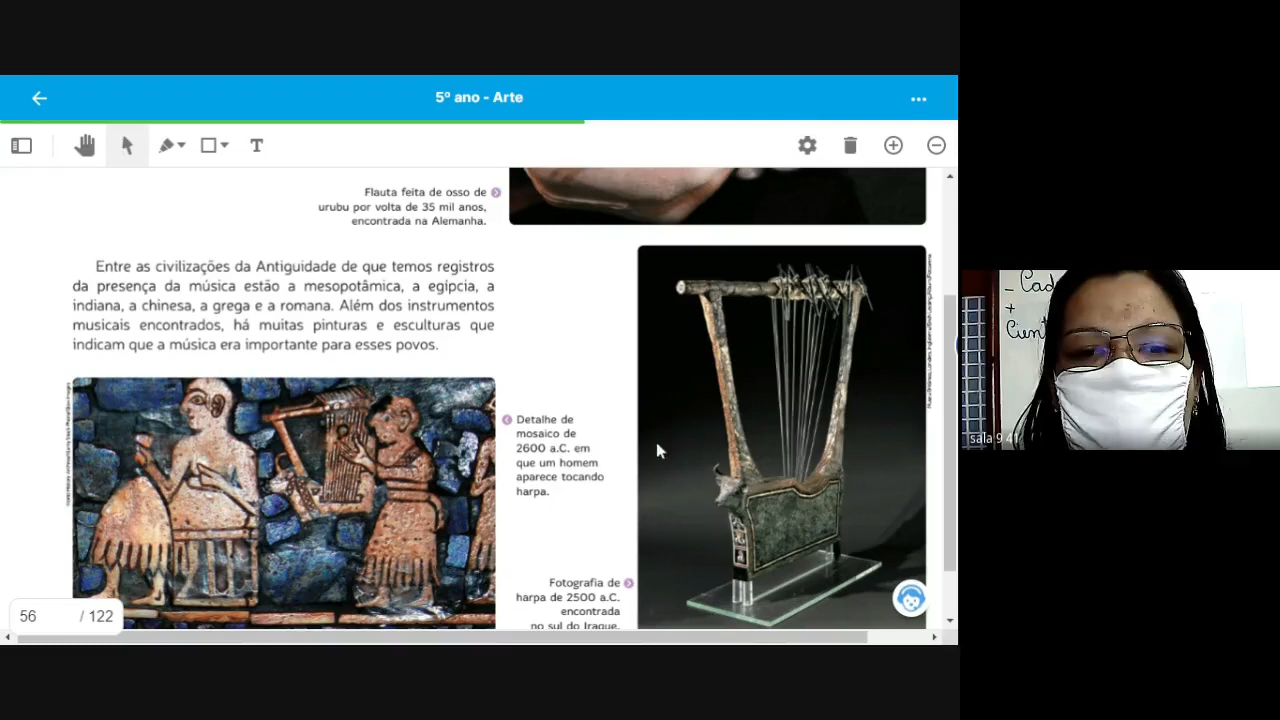 5º ano - Arte
T
Flauta feita de osso de
urubu por volta de 35 mil anos,
encontrada na Alemanha.
Entre as civilizações da Antiguidade de que temos registros
da presença da música estão a mesopotâmica, a egípcia, a
indiana, a chinesa, a grega e a romana. Além dos instrumentos
musicais encontrados, há muitas pinturas e esculturas que
indicam que a música era importante para esses povos.
Detalhe de
mosaico de
2600 a.C. em
que um homem
aparece tocando
harpa.
Fotografia de
harpa de 2500 a.C.
encontrada
no sul do Iraque.
56 / 122
- Cad
+
Cient
sala 9 41